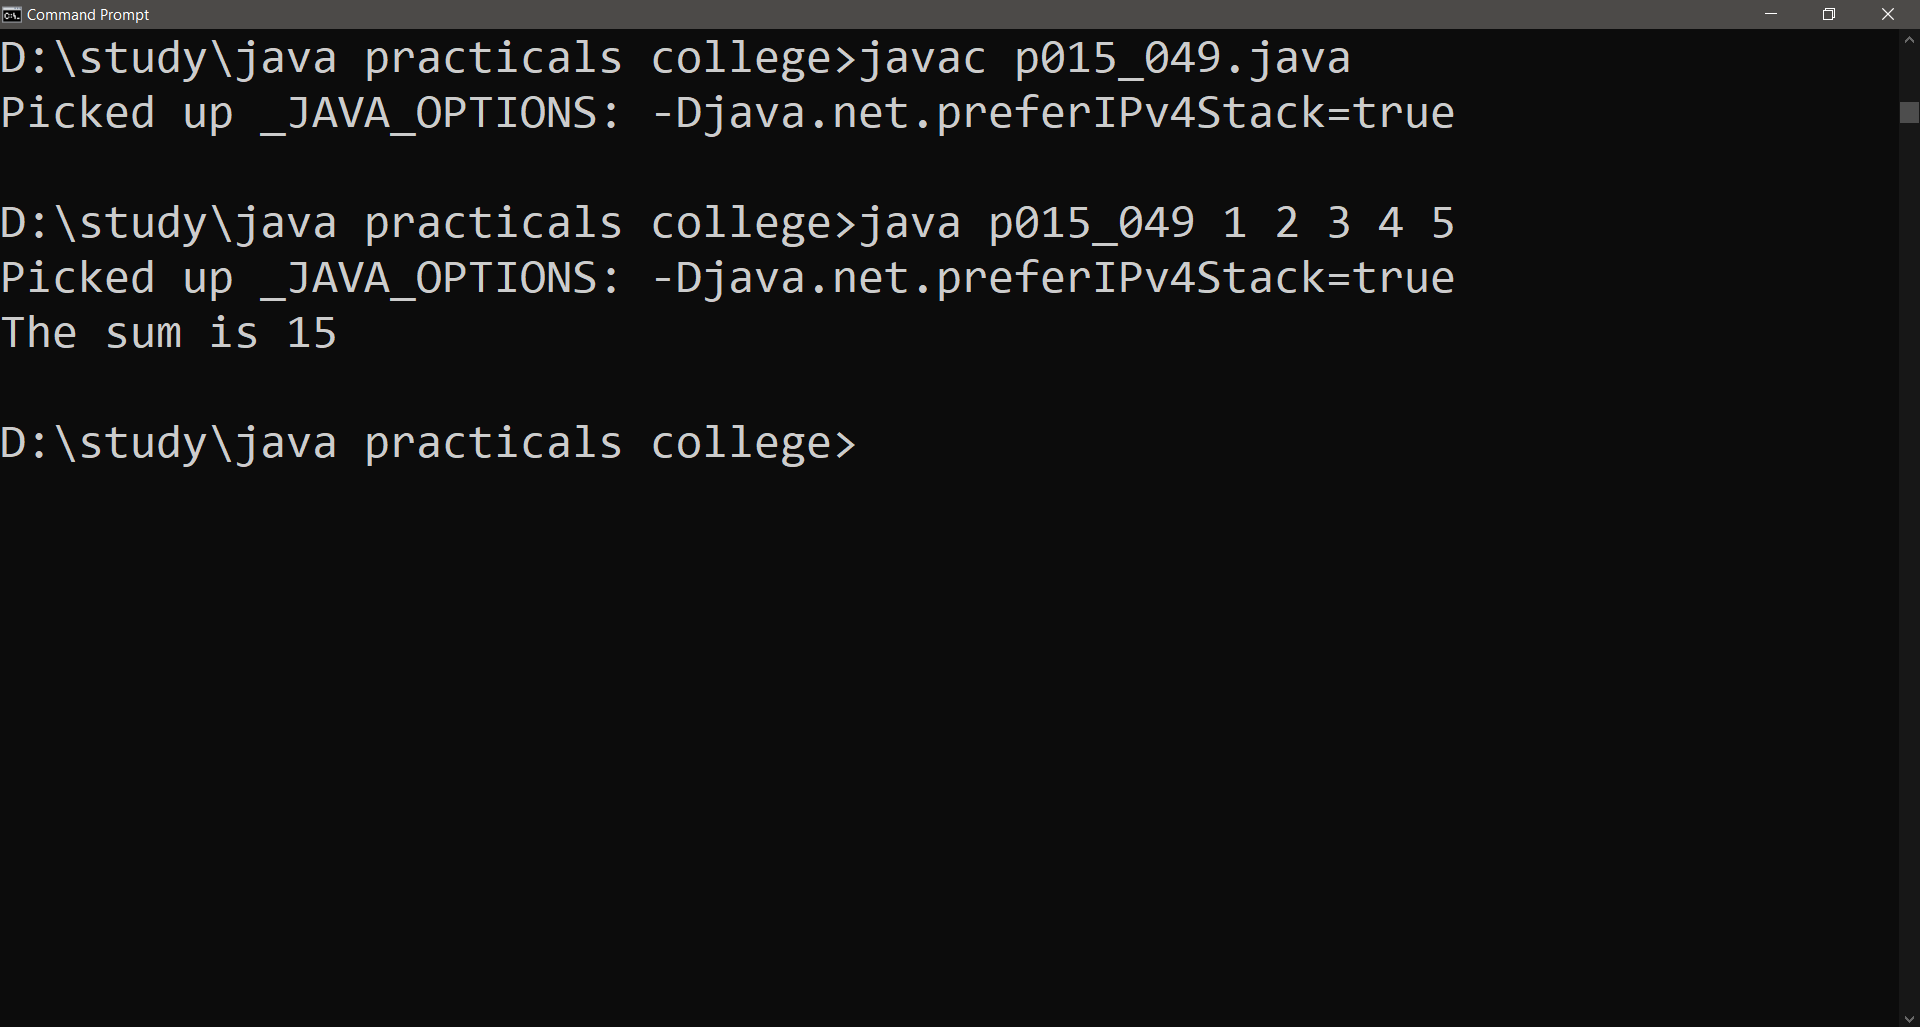 Command Prompt
D:\study\java practicals college>javac p015_049.java
Picked up _JAVA_OPTIONS: -Djava.net.preferIPv4Stack=true
D:\study\java practicals college>java p015_049 1 2 3 4 5
Picked up _JAVA_OPTIONS: -Djava.net.preferIPv4Stack=true
The sum is 15
D:\study\java practicals college>